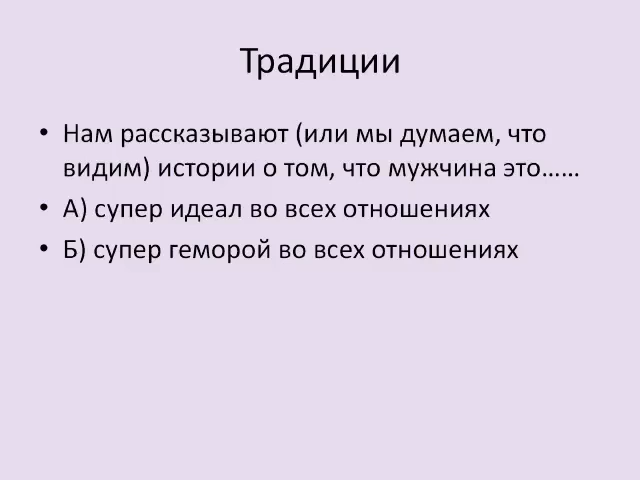 Традиции
• Нам рассказывают (или мы думаем, что
видим) истории о том, что мужчина это……
• А) супер идеал во всех отношениях
• Б) супер геморой во всех отношениях